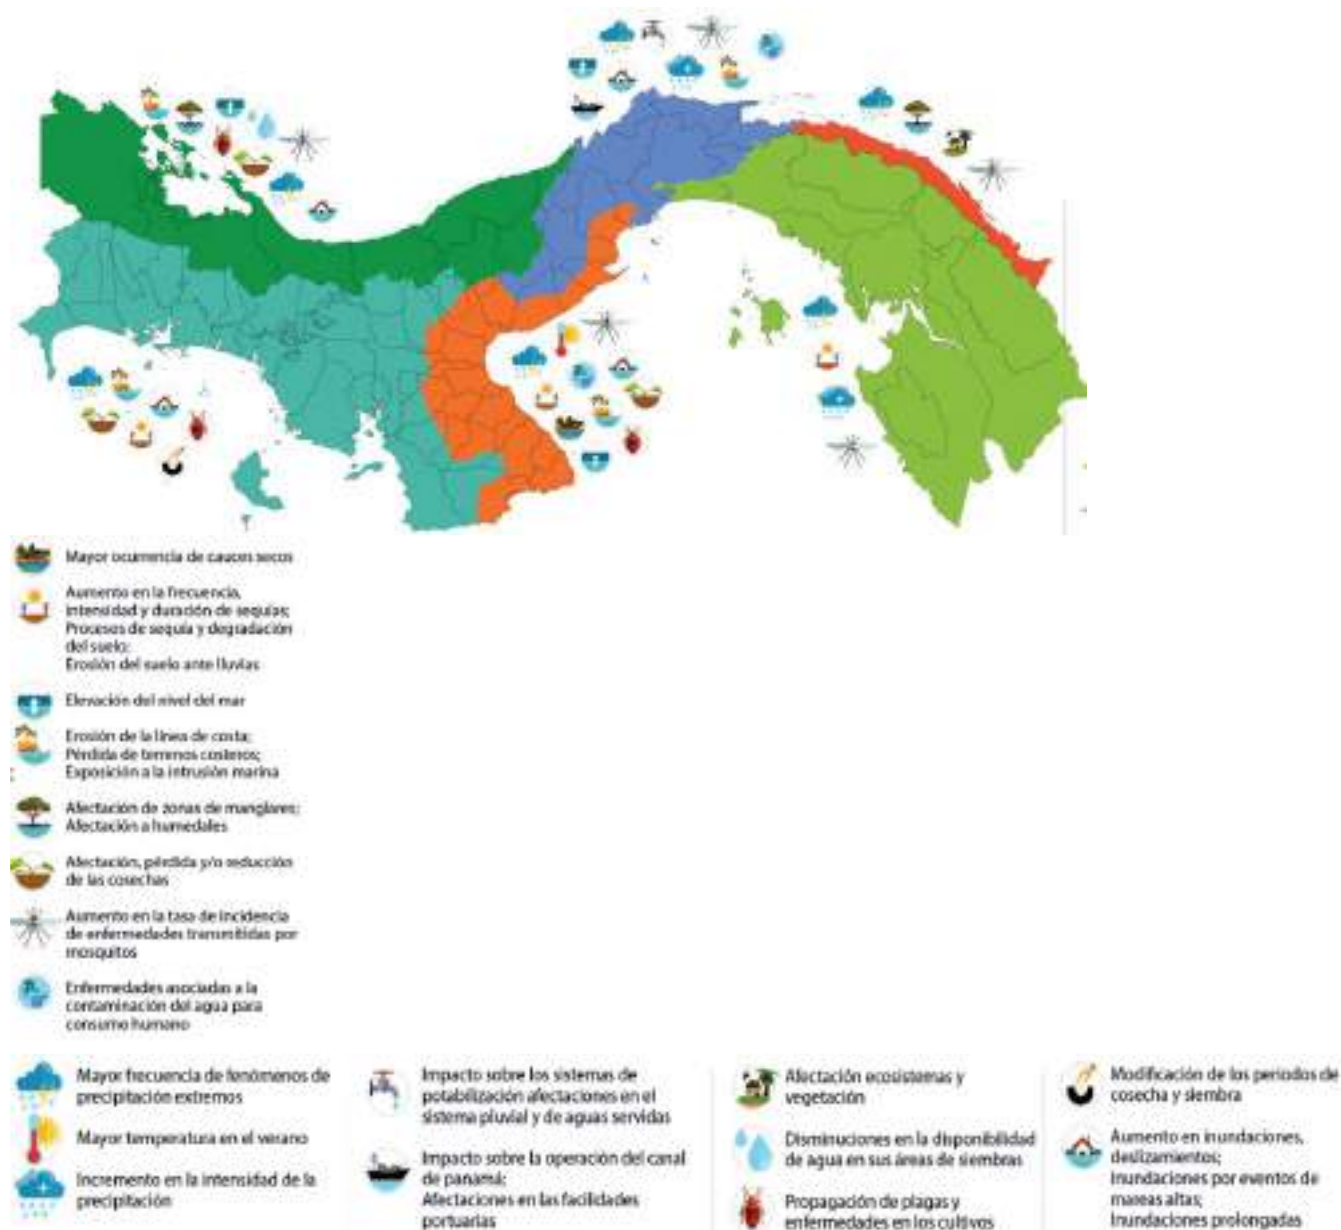 Mayor ocurrencia de cauces secos
Aumento en la frecuencia,
intensidad y duración de sequías;
Procesos de sequía y degradación
del suelo;
Erosión del suelo ante lluvias
Elevación del nivel del mar
Erosión de la línea de costa;
Pérdida de terrenos costeros;
Exposición a la intrusión marina
Afectación de zonas de manglares;
Afectación a humedales
Afectación, pérdida y/o reducción
de las cosechas
Aumento en la tasa de incidencia
de enfermedades transmitidas por
mosquitos
Enfermedades asociadas a la
contaminación del agua para
consumo humano
Mayor frecuencia de fenómenos de
precipitación extremos
Mayor temperatura en el verano
Incremento en la intensidad de la
precipitación
Impacto sobre los sistemas de
potabilización afectaciones en el
sistema pluvial y de aguas servidas
Impacto sobre la operación del canal
de panamá;
Afectaciones en las facilidades
portuarias
Afectación ecosistemas y
vegetación
Disminuciones en la disponibilidad
de agua en sus áreas de siembras
Propagación de plagas y
enfermedades en los cultivos
Modificación de los periodos de
cosecha y siembra
Aumento en inundaciones,
deslizamientos;
Inundaciones por eventos de
mareas altas;
Inundaciones prolongadas